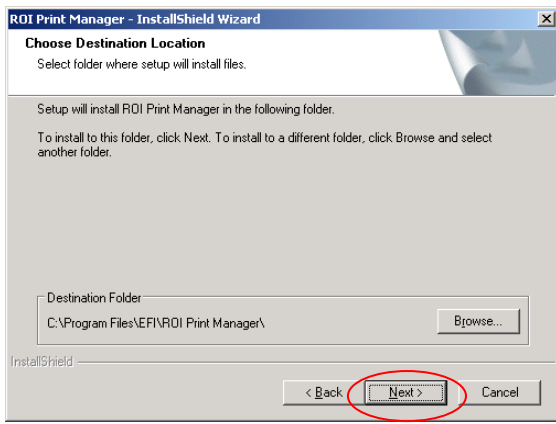 ROI Print Manager - InstallShield Wizard
Choose Destination Location
Select folder where setup will install files.
Setup will install ROI Print Manager in the following folder.
To install to this folder, click Next. To install to a different folder, click Browse and select
another folder.
Destination Folder
C:\Program Files\EFI\ROI Print Manager\
Browse...
InstallShield
< Back
Next >
Cancel